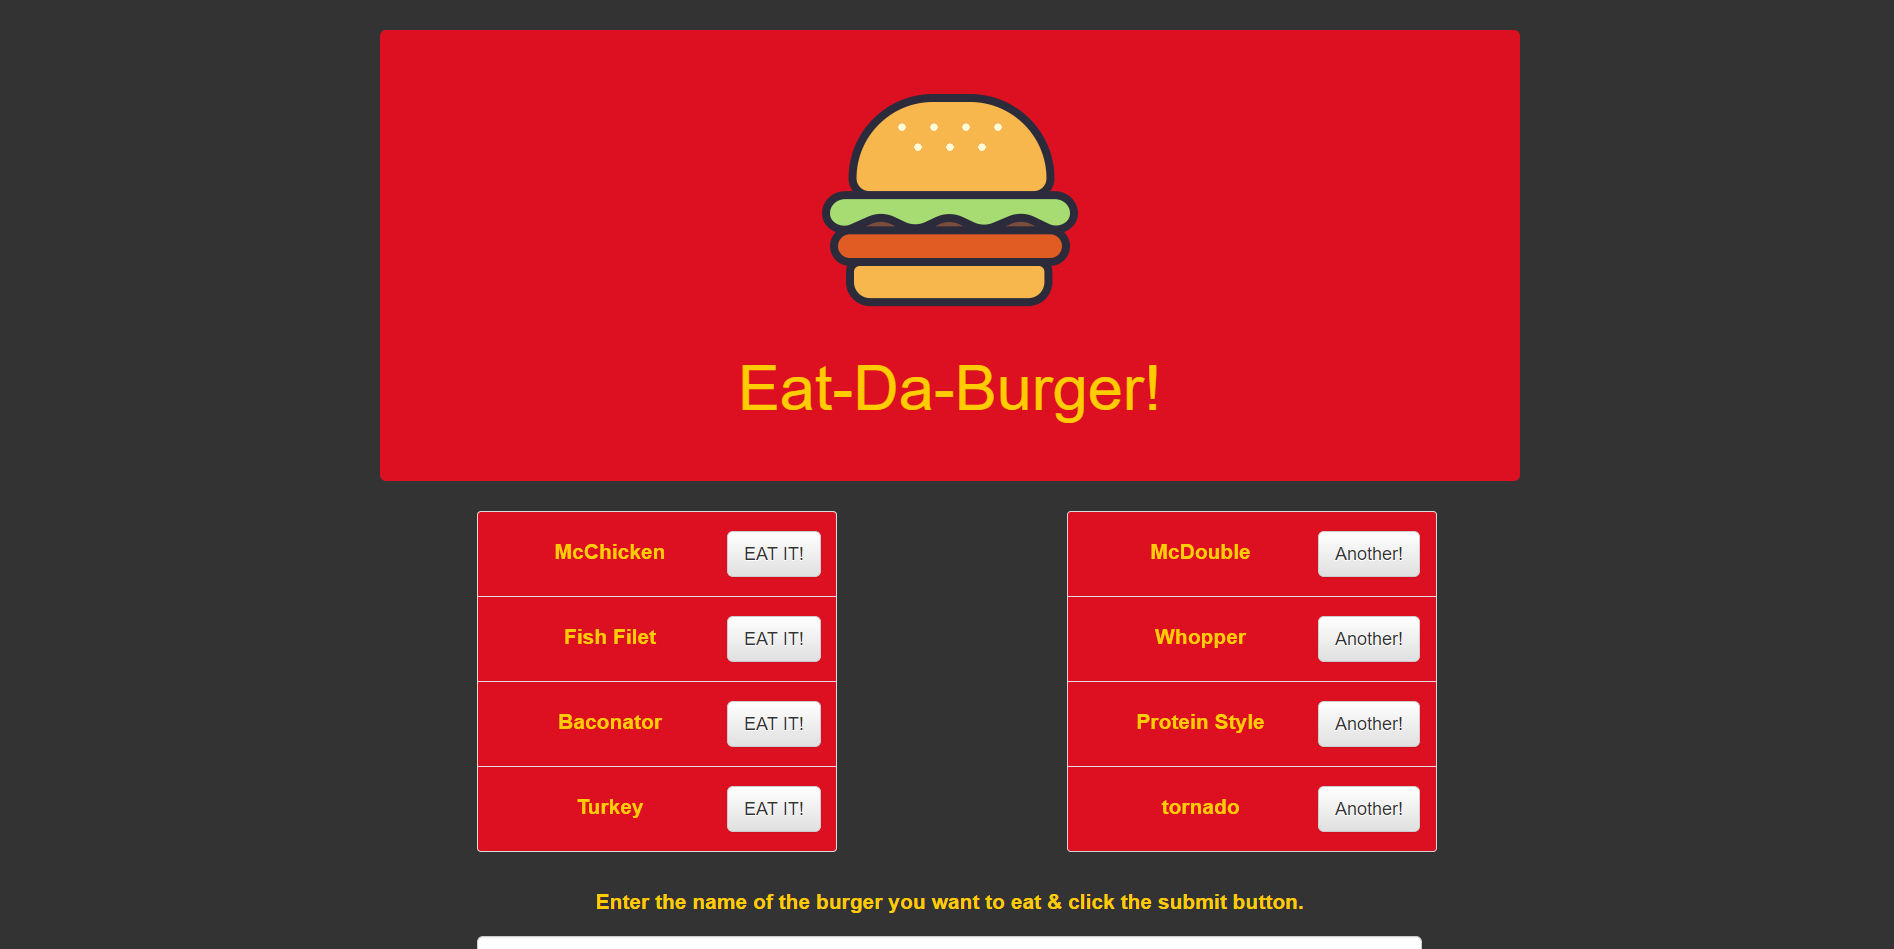 Eat-Da-Burger!
McChicken EAT IT!
Fish Filet EAT IT!
Baconator EAT IT!
Turkey EAT IT!
McDouble Another!
Whopper Another!
Protein Style Another!
tornado Another!
Enter the name of the burger you want to eat & click the submit button.